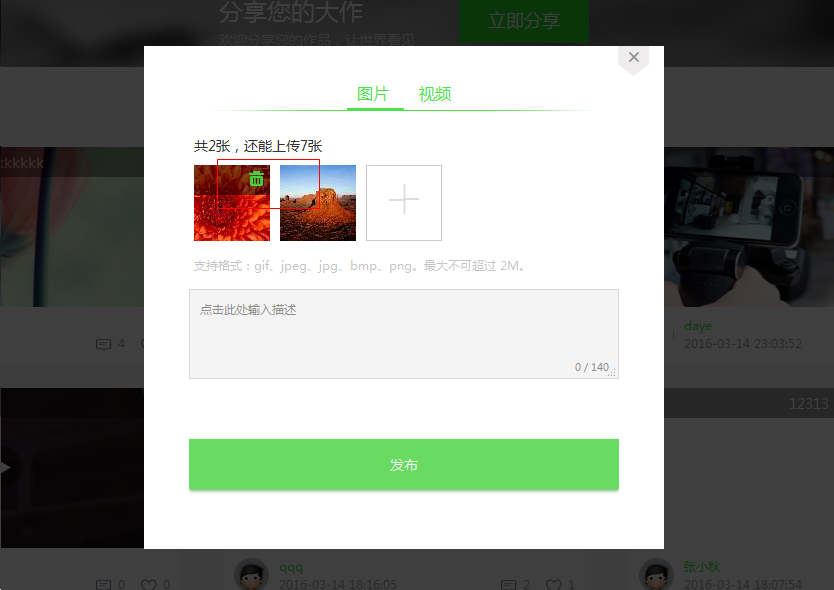 分享您的大作
欢迎分享您的作品，让世界看见
立即分享
图片
视频
共2张，还能上传7张
kkkkkk
支持格式：gif、jpeg、jpg、bmp、png。最大不可超过 2M。
点击此处输入描述
0 / 140
4
daye
2016-03-14 23:03:52
12313
发布
0
0
qqq
2016-03-14 18:16:05
2
1
张小秋
2016-03-14 18:07:54